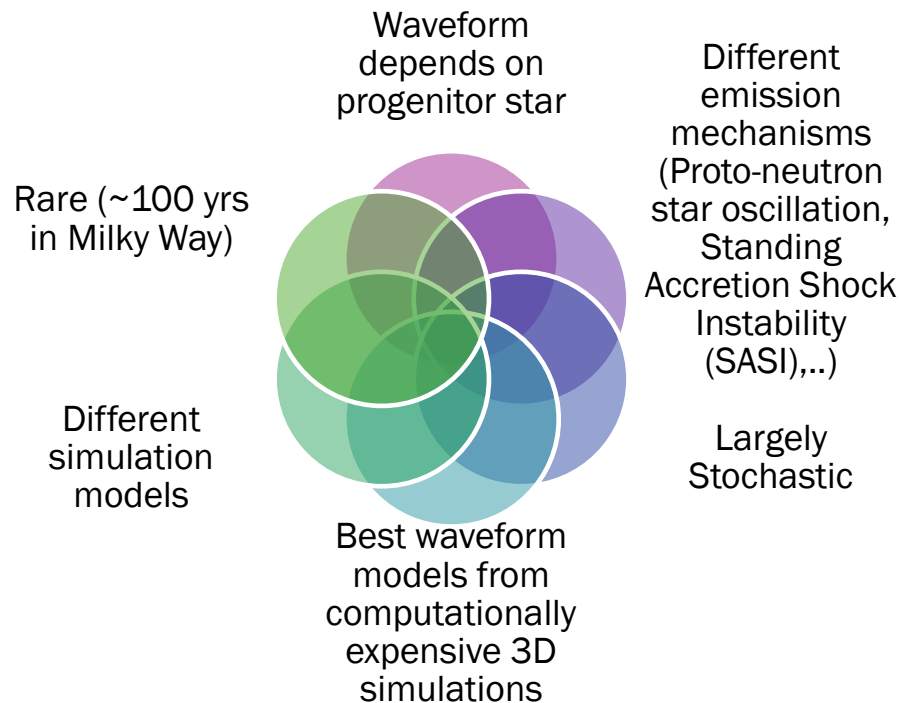 Waveform
depends on
progenitor star
Different
emission
mechanisms
(Proto-neutron
star oscillation,
Standing
Accretion Shock
Instability
(SASI),..)
Largely
Stochastic
Best waveform
models from
computationally
expensive 3D
simulations
Different
simulation
models
Rare (~100 yrs
in Milky Way)